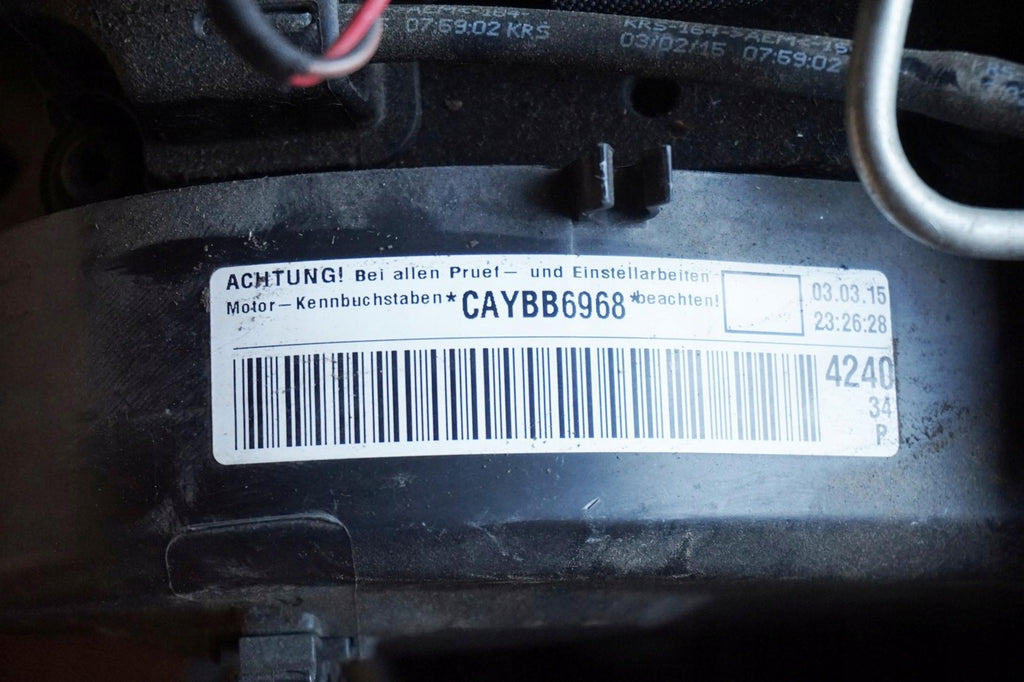 07:59:02 KRS
03/02/15 07:59:02
ACHTUNG! Bei allen Pruef- und Einstellarbeiten
Motor-Kennbuchstaben *CAYBB6968* beachten!
03.03.15
23:26:28
4240
34
P